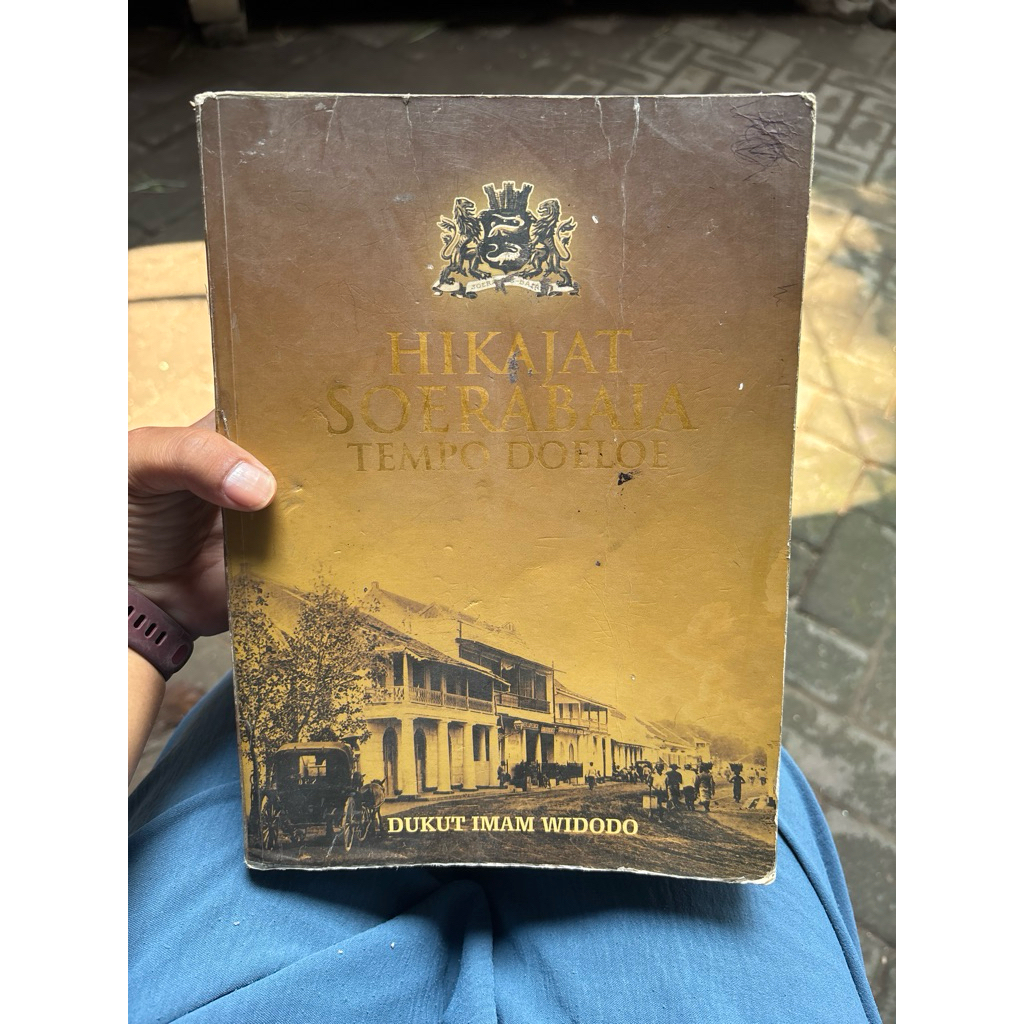 HIKAJAT
SOERABAIA
TEMPO DOELOE
DUKUT IMAM WIDODO